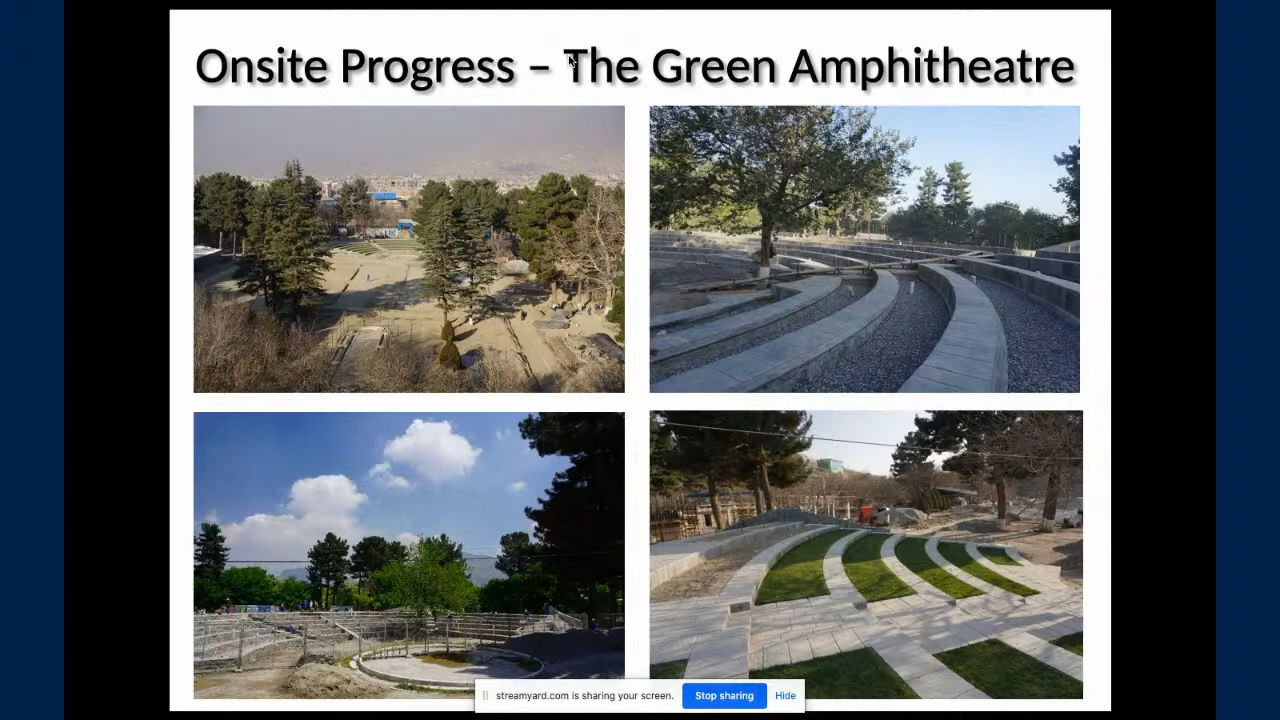 Onsite Progress – The Green Amphitheatre
streamyard.com is sharing your screen. Stop sharing Hide